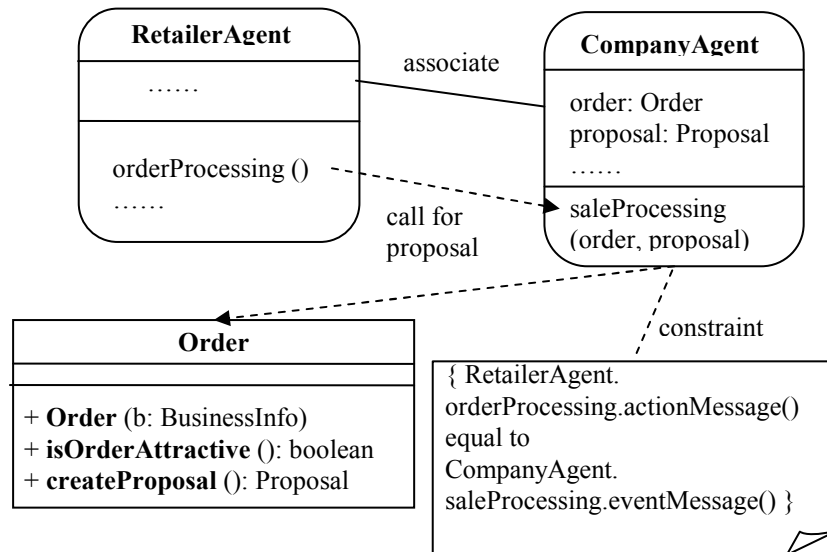 RetailerAgent
......
orderProcessing ()
......
associate
CompanyAgent
order: Order
proposal: Proposal
......
saleProcessing
(order, proposal)
call for
proposal
Order
+ Order (b: BusinessInfo)
+ isOrderAttractive (): boolean
+ createProposal (): Proposal
constraint
{ RetailerAgent.
orderProcessing.actionMessage()
equal to
CompanyAgent.
saleProcessing.eventMessage() }